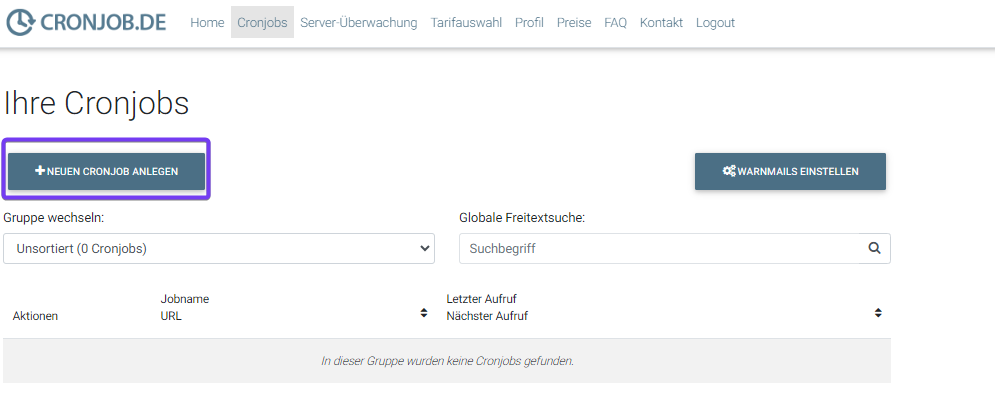 CRONJOB.DE Home Cronjobs Server-Überwachung Tarifauswahl Profil Preise FAQ Kontakt Logout
Ihre Cronjobs
NEUEN CRONJOB ANLEGEN
WARNMAILS EINSTELLEN
Gruppe wechseln:
Globale Freitextsuche:
Unsortiert (0 Cronjobs)
Suchbegriff
Aktionen
Jobname
URL
Letzter Aufruf
Nächster Aufruf
In dieser Gruppe wurden keine Cronjobs gefunden.